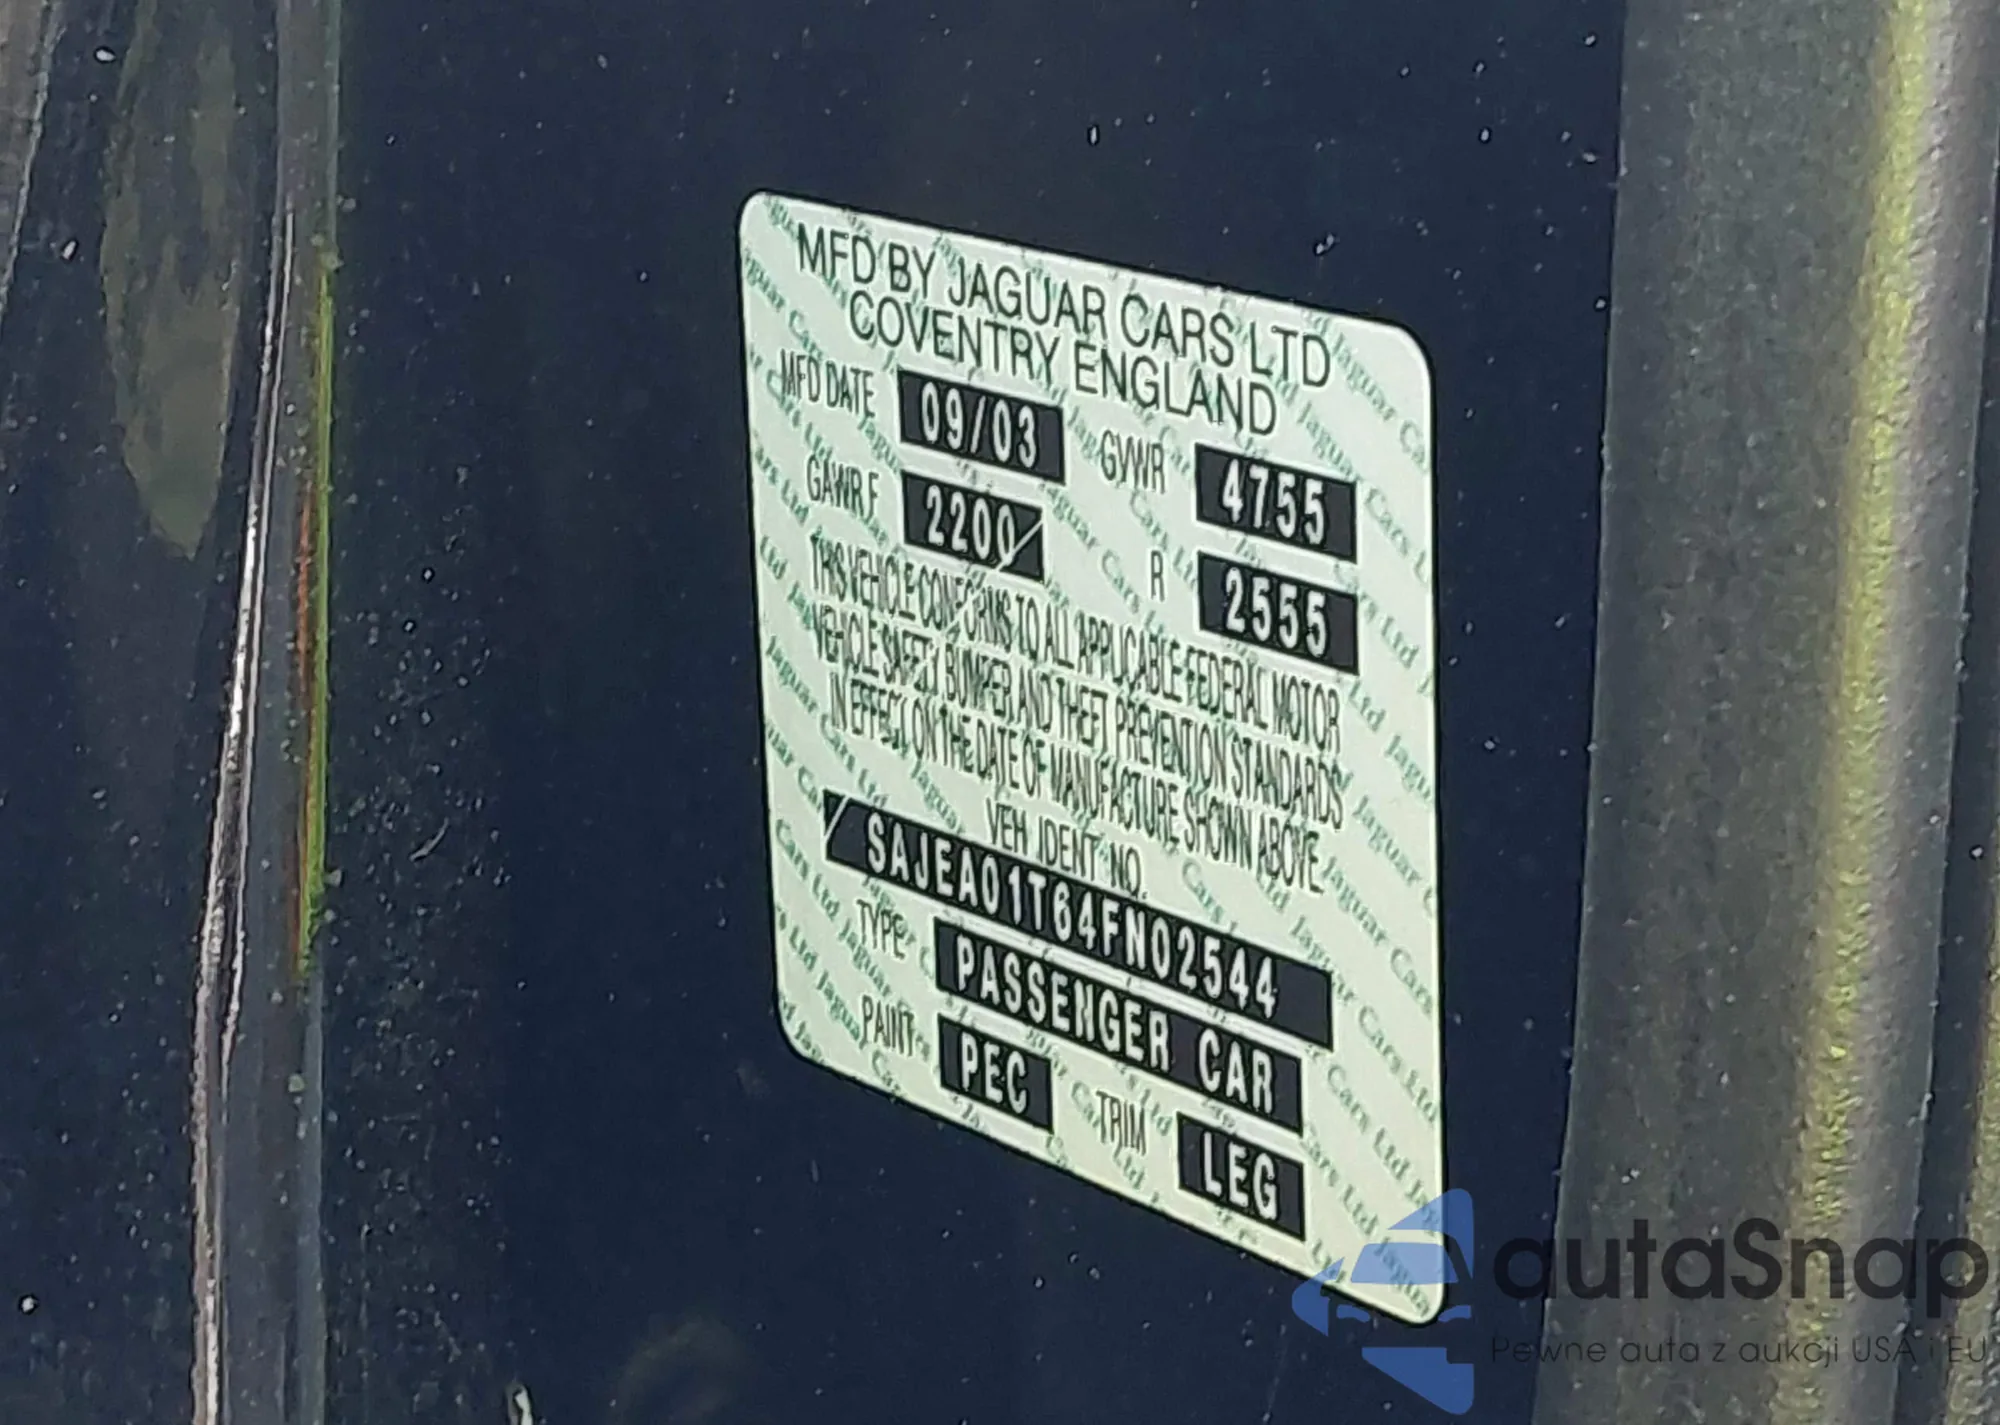 MFD BY JAGUAR CARS LTD
COVENTRY ENGLAND
MFD DATE 09/03 GVWR 4755
GAWR F 2200 R 2555
THIS VEHICLE CONFORMS TO ALL APPLICABLE FEDERAL MOTOR
VEHICLE SAFETY BUMPER AND THEFT PREVENTION STANDARDS
IN EFFECT ON THE DATE OF MANUFACTURE SHOWN ABOVE
VEH IDENT NO.
SAJEA01T64FN02544
TYPE PASSENGER CAR
PAINT PEC TRIM LEG
autaSnap
Pewne auta z aukcji USA i EU